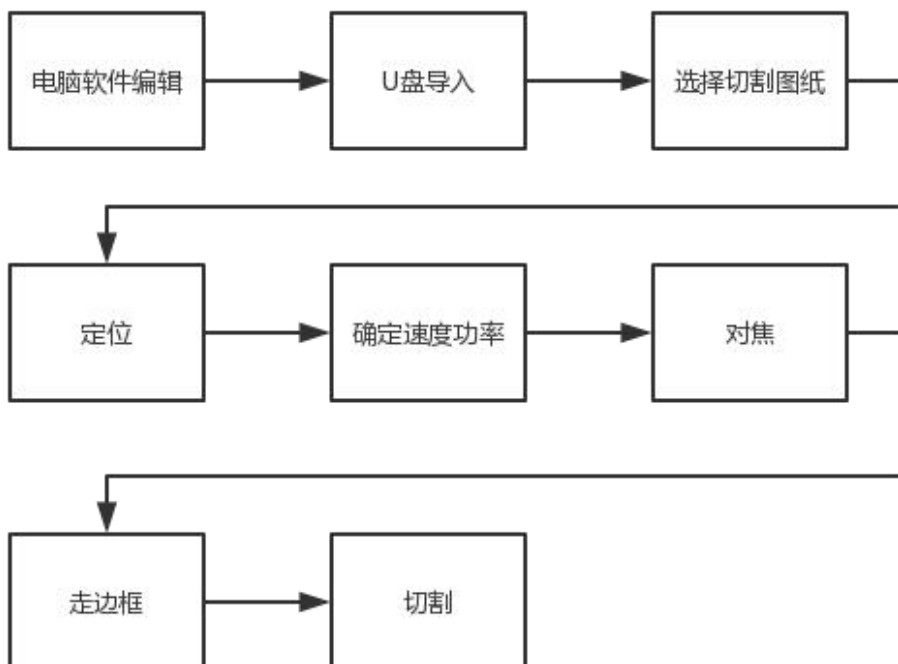 电脑软件编辑
U盘导入
选择切割图纸
定位
确定速度功率
对焦
走边框
切割